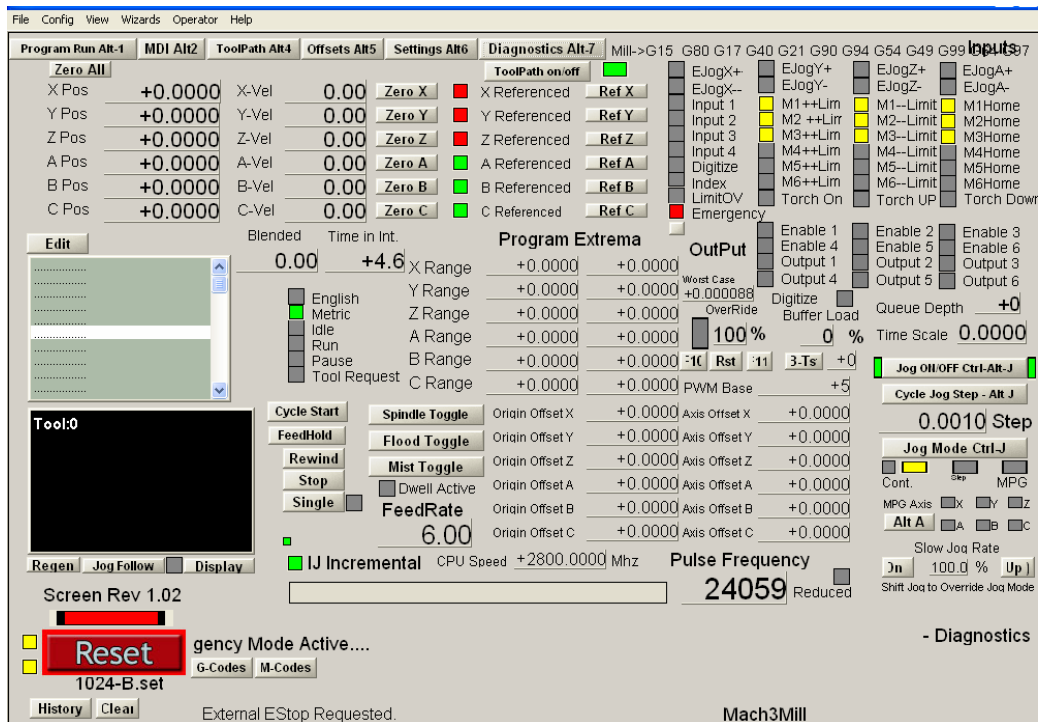 File Config View Wizards Operator Help
Program Run Alt-1 MDI Alt2 ToolPath Alt4 Offsets Alt5 Settings Alt6 Diagnostics Alt-7 Mill->G15 G80 G17 G40 G21 G90 G94 G54 G49 G99 G97
Inputs
Zero All ToolPath on/off
X Pos +0.0000 X-Vel 0.00 Zero X X Referenced Ref X
Y Pos +0.0000 Y-Vel 0.00 Zero Y Y Referenced Ref Y
Z Pos +0.0000 Z-Vel 0.00 Zero Z Z Referenced Ref Z
A Pos +0.0000 A-Vel 0.00 Zero A A Referenced Ref A
B Pos +0.0000 B-Vel 0.00 Zero B B Referenced Ref B
C Pos +0.0000 C-Vel 0.00 Zero C C Referenced Ref C
EJogX+ EJogY+ EJogZ+ EJogA+
EJogX-- EJogY- EJogZ- EJogA-
Input 1 M1++Lim M1--Limit M1Home
Input 2 M2 ++Lim M2--Limit M2Home
Input 3 M3++Lim M3--Limit M3Home
Input 4 M4++Lim M4--Limit M4Home
Digitize M5++Lim M5--Limit M5Home
Index M6++Lim M6--Limit M6Home
LimitOV Torch On Torch UP Torch Down
Emergency
OutPut
Enable 1 Enable 2 Enable 3
Enable 4 Enable 5 Enable 6
Output 1 Output 2 Output 3
Output 4 Output 5 Output 6
Edit
Blended Time in Int.
0.00 +4.6
English
Metric
Idle
Run
Pause
Tool Request
Program Extrema
X Range +0.0000 +0.0000
Y Range +0.0000 +0.0000
Z Range +0.0000 +0.0000
A Range +0.0000 +0.0000
B Range +0.0000 +0.0000
C Range +0.0000 +0.0000
Worst Case
+0.000088
OverRide
100 %
Digitize
Buffer Load
0 %
Queue Depth +0
Time Scale 0.0000
Rst +0
PWM Base +5
Jog ON/OFF Ctrl-Alt-J
Cycle Jog Step - Alt J
0.0010 Step
Jog Mode Ctrl-J
Cont. Step MPG
MPG Axis X Y Z
Alt A A B C
Slow Jog Rate
100.0 % Up
Shift Jog to Override Jog Mode
Tool:0
Cycle Start
FeedHold
Rewind
Stop
Single
Spindle Toggle
Flood Toggle
Mist Toggle
Dwell Active
FeedRate
6.00
Origin Offset X +0.0000 Axis Offset X +0.0000
Origin Offset Y +0.0000 Axis Offset Y +0.0000
Origin Offset Z +0.0000 Axis Offset Z +0.0000
Origin Offset A +0.0000 Axis Offset A +0.0000
Origin Offset B +0.0000 Axis Offset B +0.0000
Origin Offset C +0.0000 Axis Offset C +0.0000
Regen Jog Follow Display
IJ Incremental CPU Speed +2800.0000 Mhz
Pulse Frequency
24059 Reduced
Screen Rev 1.02
Reset
gency Mode Active....
G-Codes M-Codes
- Diagnostics
1024-B.set
History Clear
External EStop Requested.
Mach3Mill